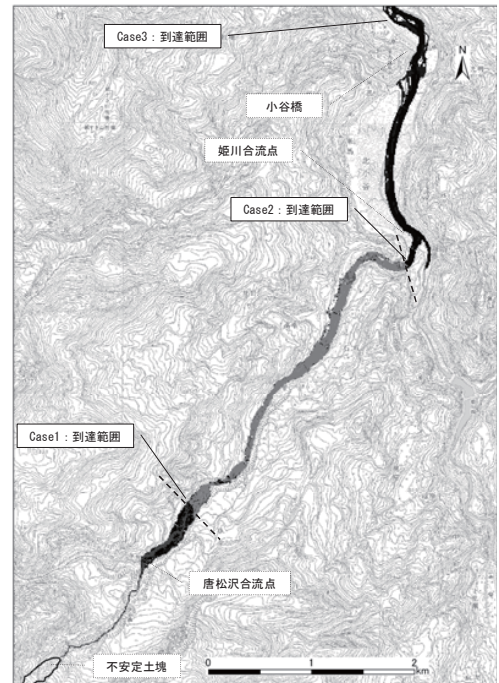 Case3：到達範囲
N
小谷橋
姫川合流点
Case2：到達範囲
Case1：到達範囲
唐松沢合流点
不安定土塊
0 1 2
km